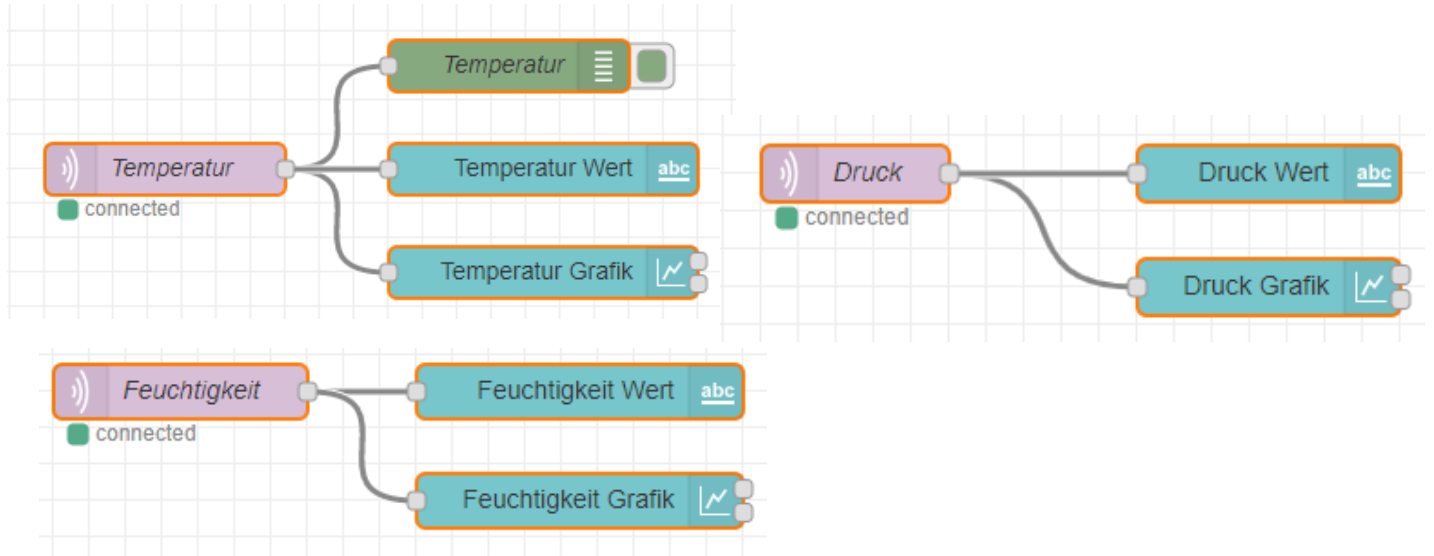 Temperatur
Temperatur
Temperatur Wert
abc
connected
Temperatur Grafik
Druck
Druck Wert
abc
connected
Druck Grafik
Feuchtigkeit
Feuchtigkeit Wert
abc
connected
Feuchtigkeit Grafik